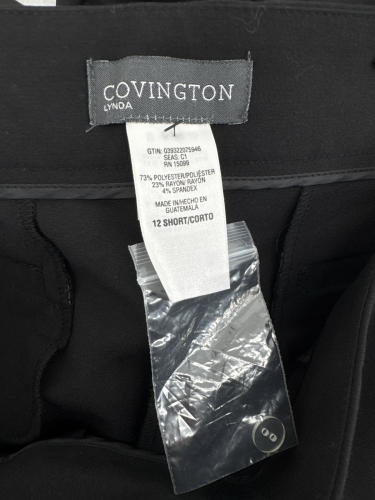 COVINGTON
LYNDA
GTIN: 039322075946
SEAS: C1
RN 15099
73% POLYESTER/POLIÉSTER
23% RAYON/RAYÓN
4% SPANDEX
MADE IN/HECHO EN
GUATEMALA
12 SHORT/CORTO